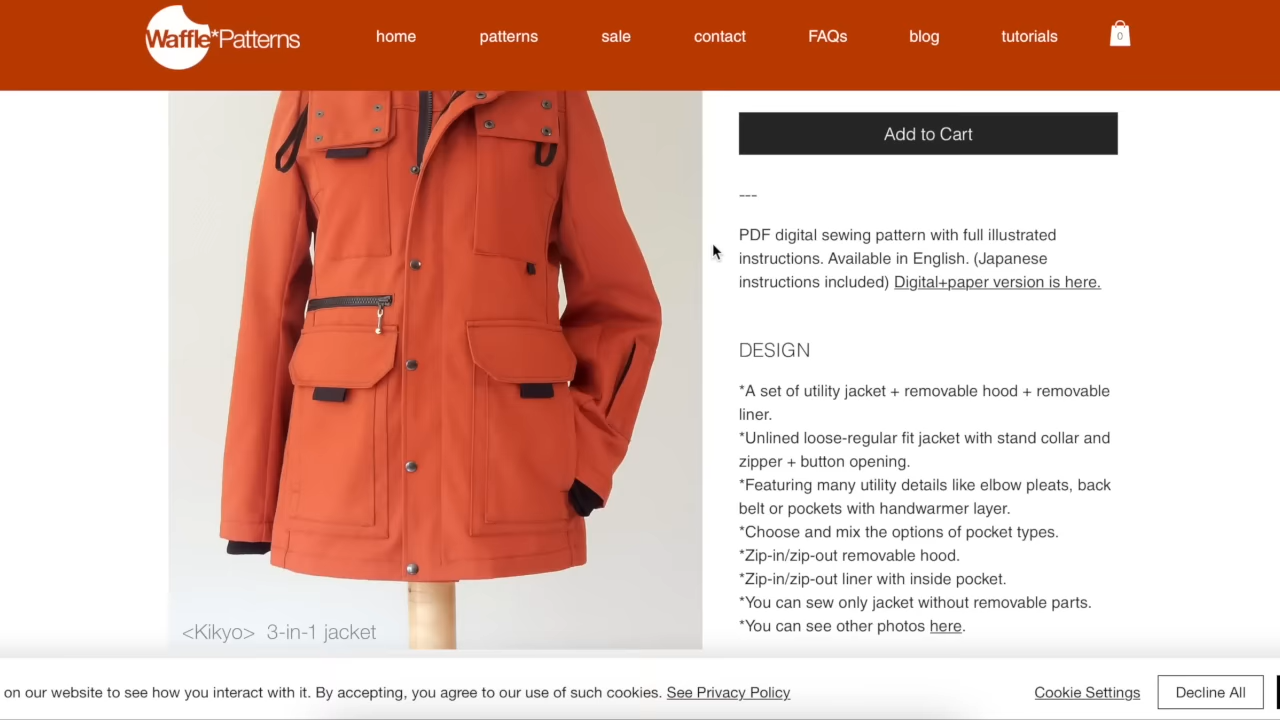 Waffle*Patterns
home patterns sale contact FAQs blog tutorials 0
Add to Cart
---
PDF digital sewing pattern with full illustrated
instructions. Available in English. (Japanese
instructions included) Digital+paper version is here.
DESIGN
*A set of utility jacket + removable hood + removable
liner.
*Unlined loose-regular fit jacket with stand collar and
zipper + button opening.
*Featuring many utility details like elbow pleats, back
belt or pockets with handwarmer layer.
*Choose and mix the options of pocket types.
*Zip-in/zip-out removable hood.
*Zip-in/zip-out liner with inside pocket.
*You can sew only jacket without removable parts.
*You can see other photos here.
<Kikyo> 3-in-1 jacket
on our website to see how you interact with it. By accepting, you agree to our use of such cookies. See Privacy Policy
Cookie Settings
Decline All